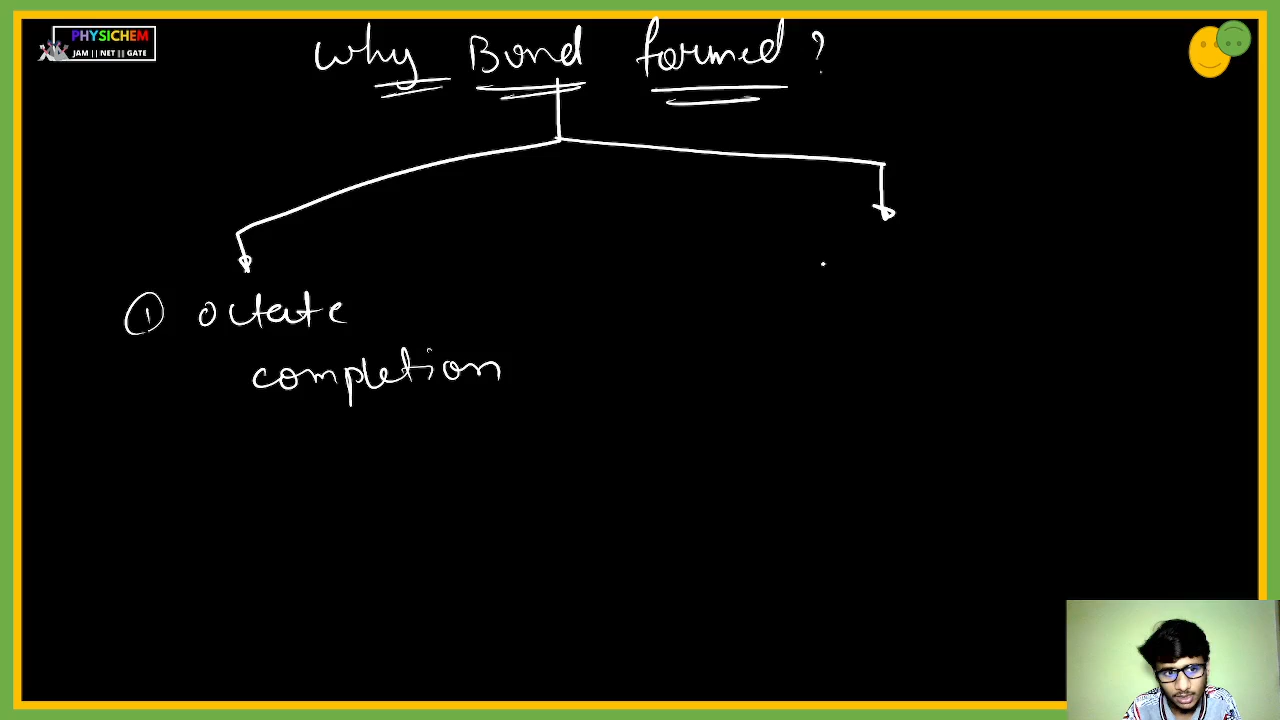 PHYSICHEM
JAM || NET || GATE
Why Bond formed?
① octate
completion